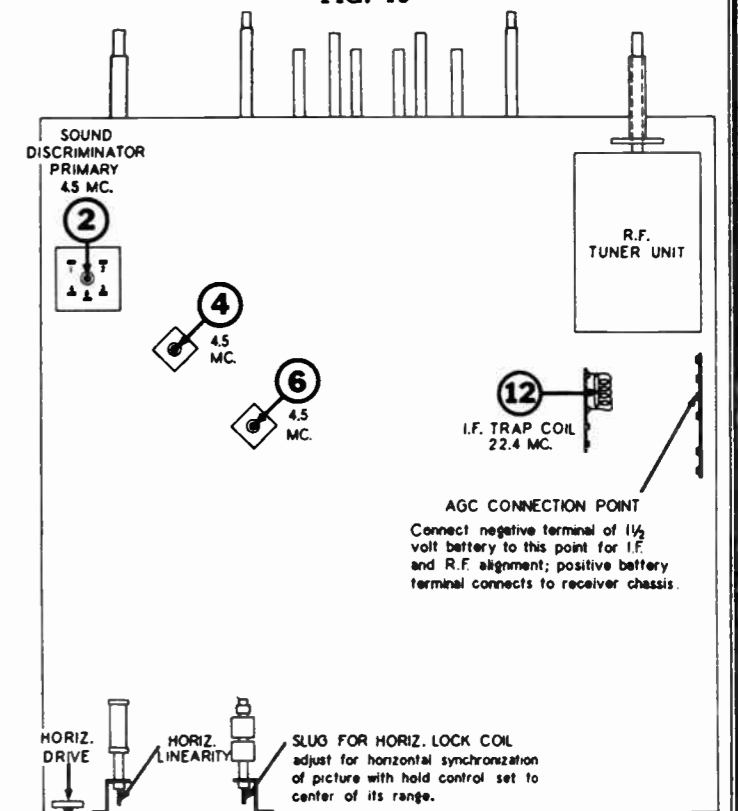 SOUND
DISCRIMINATOR
PRIMARY
4.5 MC.
2
R.F.
TUNER UNIT
4
4.5
MC.
6
4.5
MC.
12
I.F. TRAP COIL
22.4 MC.
AGC CONNECTION POINT
Connect negative terminal of 1½
volt battery to this point for I.F.
and R.F. alignment; positive battery
terminal connects to receiver chassis.
HORIZ.
DRIVE
HORIZ.
LINEARITY
SLUG FOR HORIZ. LOCK COIL
adjust for horizontal synchronization
of picture with hold control set to
center of its range.